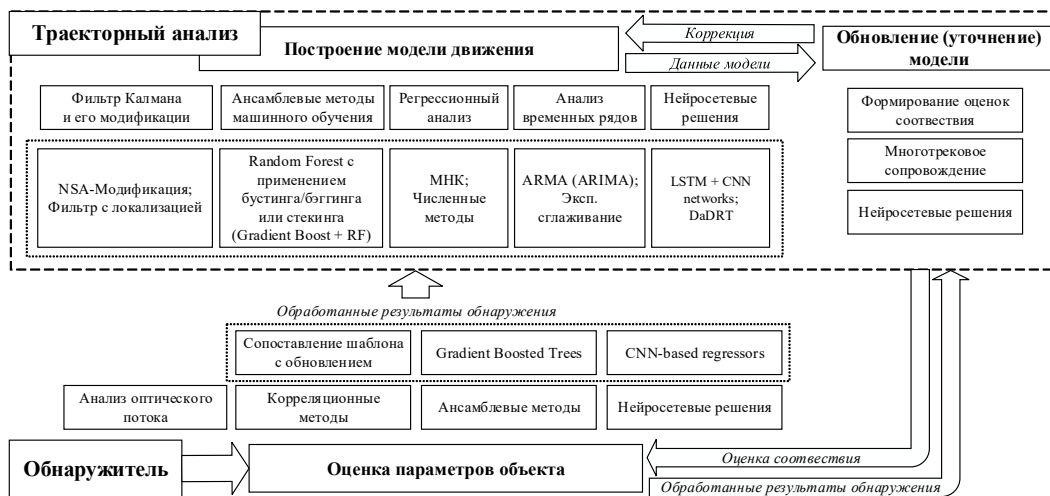 Траекторный анализ
Построение модели движения
Коррекция
Данные модели
Обновление (уточнение)
модели
Фильтр Калмана
и его модификации
Ансамблевые методы
машинного обучения
Регрессионный
анализ
Анализ
временных рядов
Нейросетевые
решения
Формирование оценок
соотвествия
Многотрековое
сопровождение
Нейросетевые решения
NSA-Модификация;
Фильтр с локализацией
Random Forest с
применением
бустинга/бэггинга
или стекинга
(Gradient Boost + RF)
МНК;
Численные
методы
ARMA (ARIMA);
Эксп.
сглаживание
LSTM + CNN
networks;
DaDRT
Обработанные результаты обнаружения
Сопоставление шаблона
с обновлением
Gradient Boosted Trees
CNN-based regressors
Анализ оптического
потока
Корреляционные
методы
Ансамблевые методы
Нейросетевые решения
Обнаружитель
Оценка параметров объекта
Оценка соотвествия
Обработанные результаты обнаружения